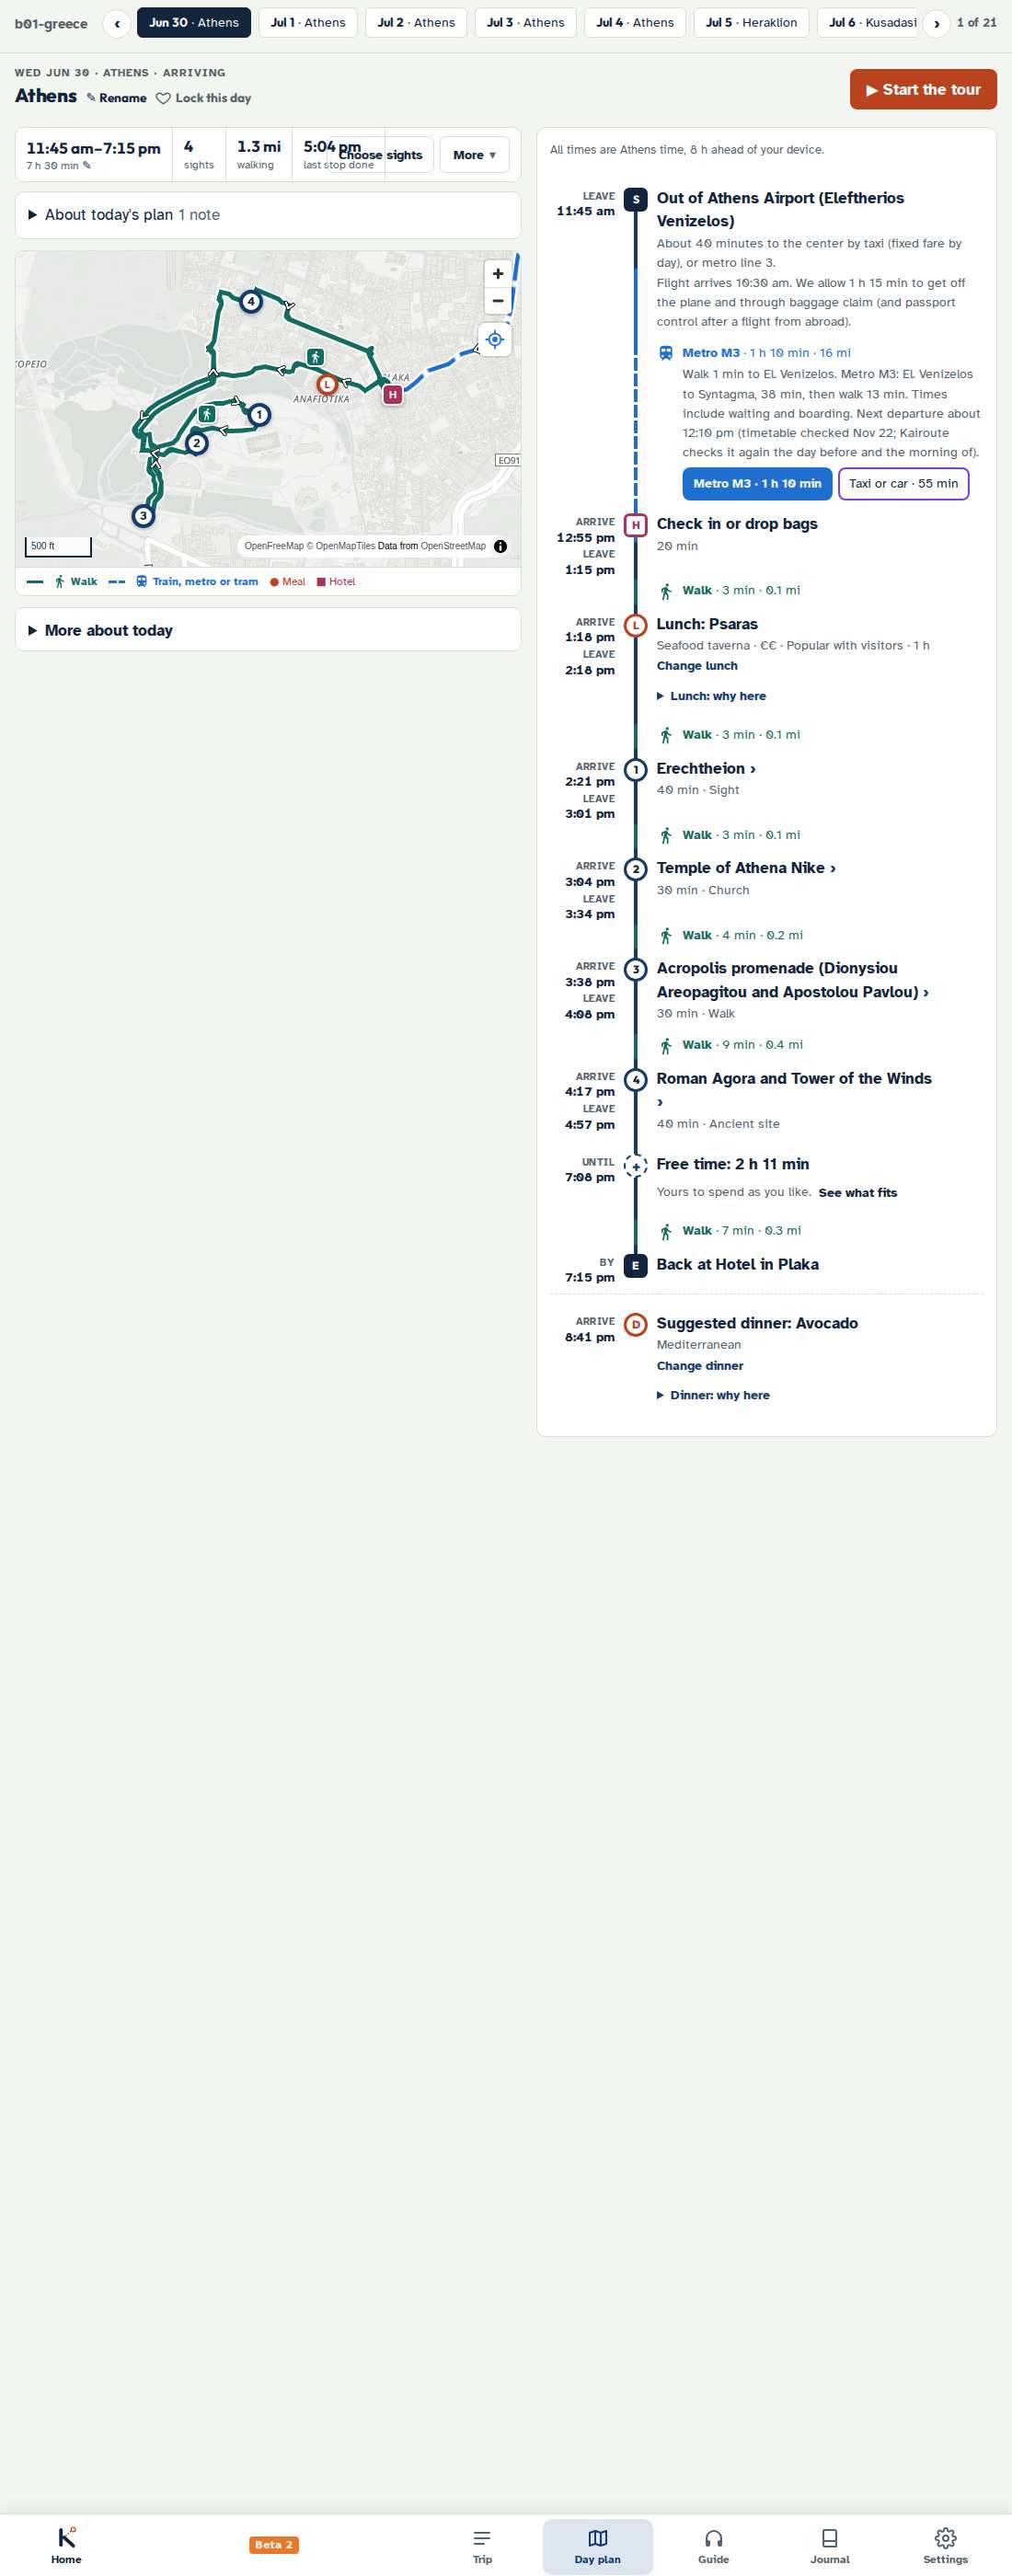 b01-greece
‹
Jun 30 · Athens
Jul 1 · Athens
Jul 2 · Athens
Jul 3 · Athens
Jul 4 · Athens
Jul 5 · Heraklion
Jul 6 · Kusadasi
›
1 of 21
WED JUN 30 · ATHENS · ARRIVING
Athens ✎ Rename Lock this day
▶ Start the tour
11:45 am–7:15 pm
7 h 30 min ✎
4
sights
1.3 mi
walking
5:04 pm
last stop done
Choose sights
More ▾
▶ About today's plan 1 note
+
−
4
L
H
1
2
3
ANAFIOTIKA
EO91
500 ft
OpenFreeMap © OpenMapTiles Data from OpenStreetMap
Walk
Train, metro or tram
Meal
Hotel
▶ More about today
All times are Athens time, 8 h ahead of your device.
LEAVE
11:45 am
S
Out of Athens Airport (Eleftherios
Venizelos)
About 40 minutes to the center by taxi (fixed fare by
day), or metro line 3.
Flight arrives 10:30 am. We allow 1 h 15 min to get off
the plane and through baggage claim (and passport
control after a flight from abroad).
Metro M3 · 1 h 10 min · 16 mi
Walk 1 min to EL Venizelos. Metro M3: EL Venizelos
to Syntagma, 38 min, then walk 13 min. Times
include waiting and boarding. Next departure about
12:10 pm (timetable checked Nov 22; Kairoute
checks it again the day before and the morning of).
Metro M3 · 1 h 10 min
Taxi or car · 55 min
ARRIVE
12:55 pm
LEAVE
1:15 pm
H
Check in or drop bags
20 min
Walk · 3 min · 0.1 mi
ARRIVE
1:18 pm
LEAVE
2:18 pm
L
Lunch: Psaras
Seafood taverna · €€ · Popular with visitors · 1 h
Change lunch
▶ Lunch: why here
Walk · 3 min · 0.1 mi
ARRIVE
2:21 pm
LEAVE
3:01 pm
1
Erechtheion ›
40 min · Sight
Walk · 3 min · 0.1 mi
ARRIVE
3:04 pm
LEAVE
3:34 pm
2
Temple of Athena Nike ›
30 min · Church
Walk · 4 min · 0.2 mi
ARRIVE
3:38 pm
LEAVE
4:08 pm
3
Acropolis promenade (Dionysiou
Areopagitou and Apostolou Pavlou) ›
30 min · Walk
Walk · 9 min · 0.4 mi
ARRIVE
4:17 pm
LEAVE
4:57 pm
4
Roman Agora and Tower of the Winds
›
40 min · Ancient site
UNTIL
7:08 pm
+
Free time: 2 h 11 min
Yours to spend as you like. See what fits
Walk · 7 min · 0.3 mi
BY
7:15 pm
E
Back at Hotel in Plaka
ARRIVE
8:41 pm
D
Suggested dinner: Avocado
Mediterranean
Change dinner
▶ Dinner: why here
Home
Beta 2
Trip
Day plan
Guide
Journal
Settings